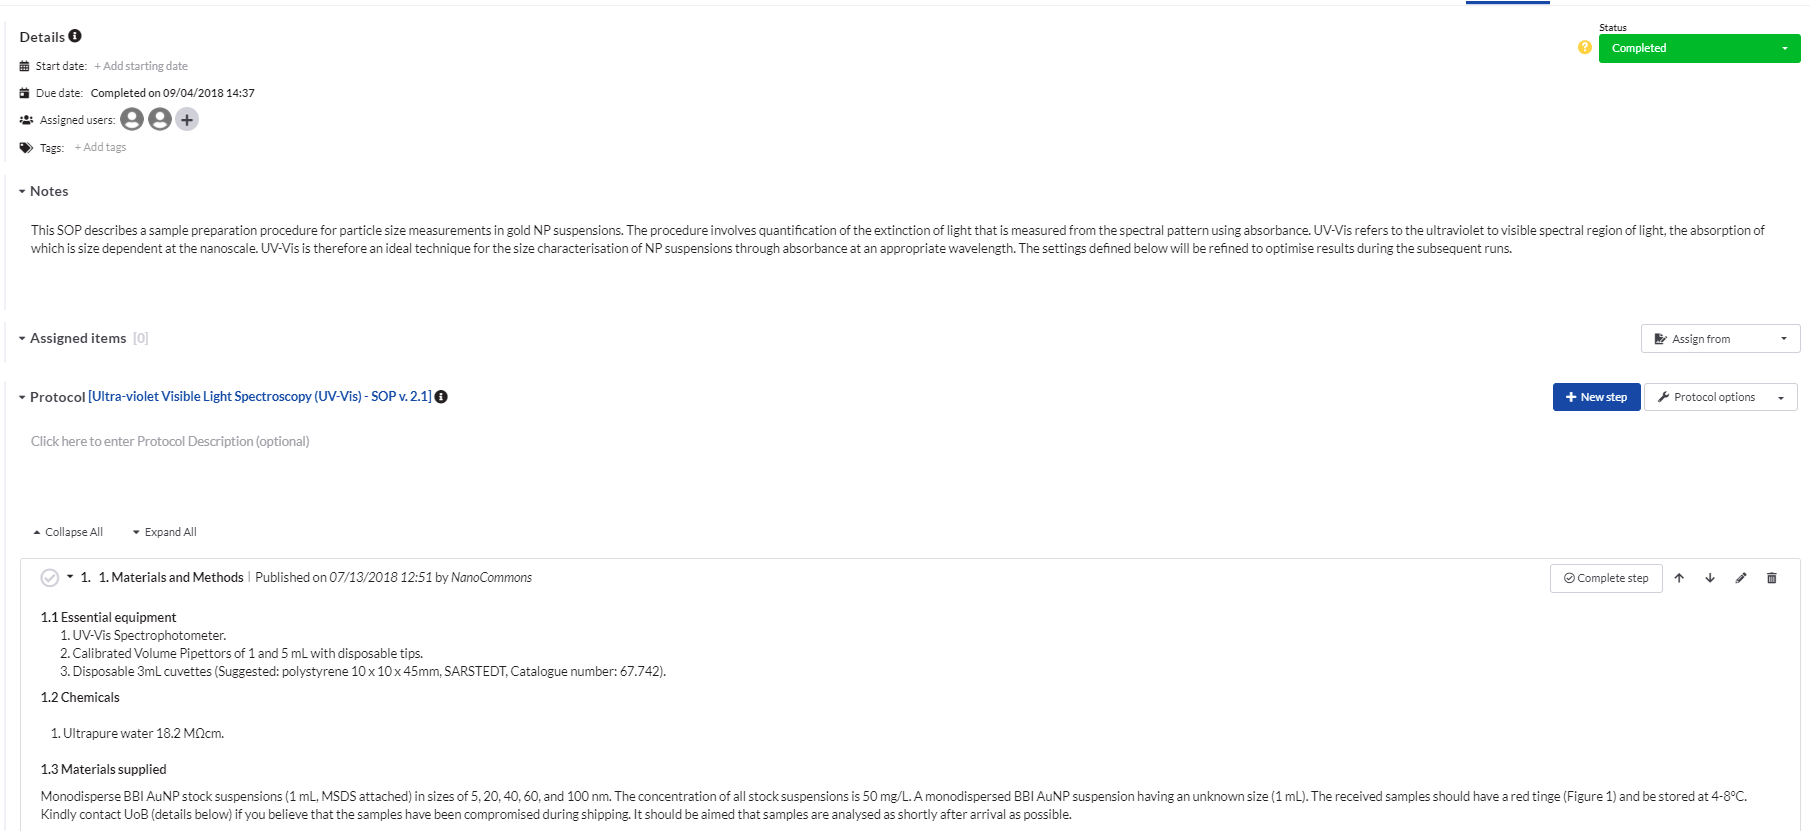 Details
Status
Completed
Start date: + Add starting date
Due date: Completed on 09/04/2018 14:37
Assigned users:
Tags: + Add tags
Notes
This SOP describes a sample preparation procedure for particle size measurements in gold NP suspensions. The procedure involves quantification of the extinction of light that is measured from the spectral pattern using absorbance. UV-Vis refers to the ultraviolet to visible spectral region of light, the absorption of
which is size dependent at the nanoscale. UV-Vis is therefore an ideal technique for the size characterisation of NP suspensions through absorbance at an appropriate wavelength. The settings defined below will be refined to optimise results during the subsequent runs.
Assigned items [0]
Assign from
Protocol [Ultra-violet Visible Light Spectroscopy (UV-Vis) - SOP v. 2.1]
+ New step
Protocol options
Click here to enter Protocol Description (optional)
Collapse All
Expand All
1. 1. Materials and Methods | Published on 07/13/2018 12:51 by NanoCommons
Complete step
1.1 Essential equipment
1. UV-Vis Spectrophotometer.
2. Calibrated Volume Pipettors of 1 and 5 mL with disposable tips.
3. Disposable 3mL cuvettes (Suggested: polystyrene 10 x 10 x 45mm, SARSTEDT, Catalogue number: 67.742).
1.2 Chemicals
1. Ultrapure water 18.2 MΩcm.
1.3 Materials supplied
Monodisperse BBI AuNP stock suspensions (1 mL, MSDS attached) in sizes of 5, 20, 40, 60, and 100 nm. The concentration of all stock suspensions is 50 mg/L. A monodispersed BBI AuNP suspension having an unknown size (1 mL). The received samples should have a red tinge (Figure 1) and be stored at 4-8°C.
Kindly contact UoB (details below) if you believe that the samples have been compromised during shipping. It should be aimed that samples are analysed as shortly after arrival as possible.